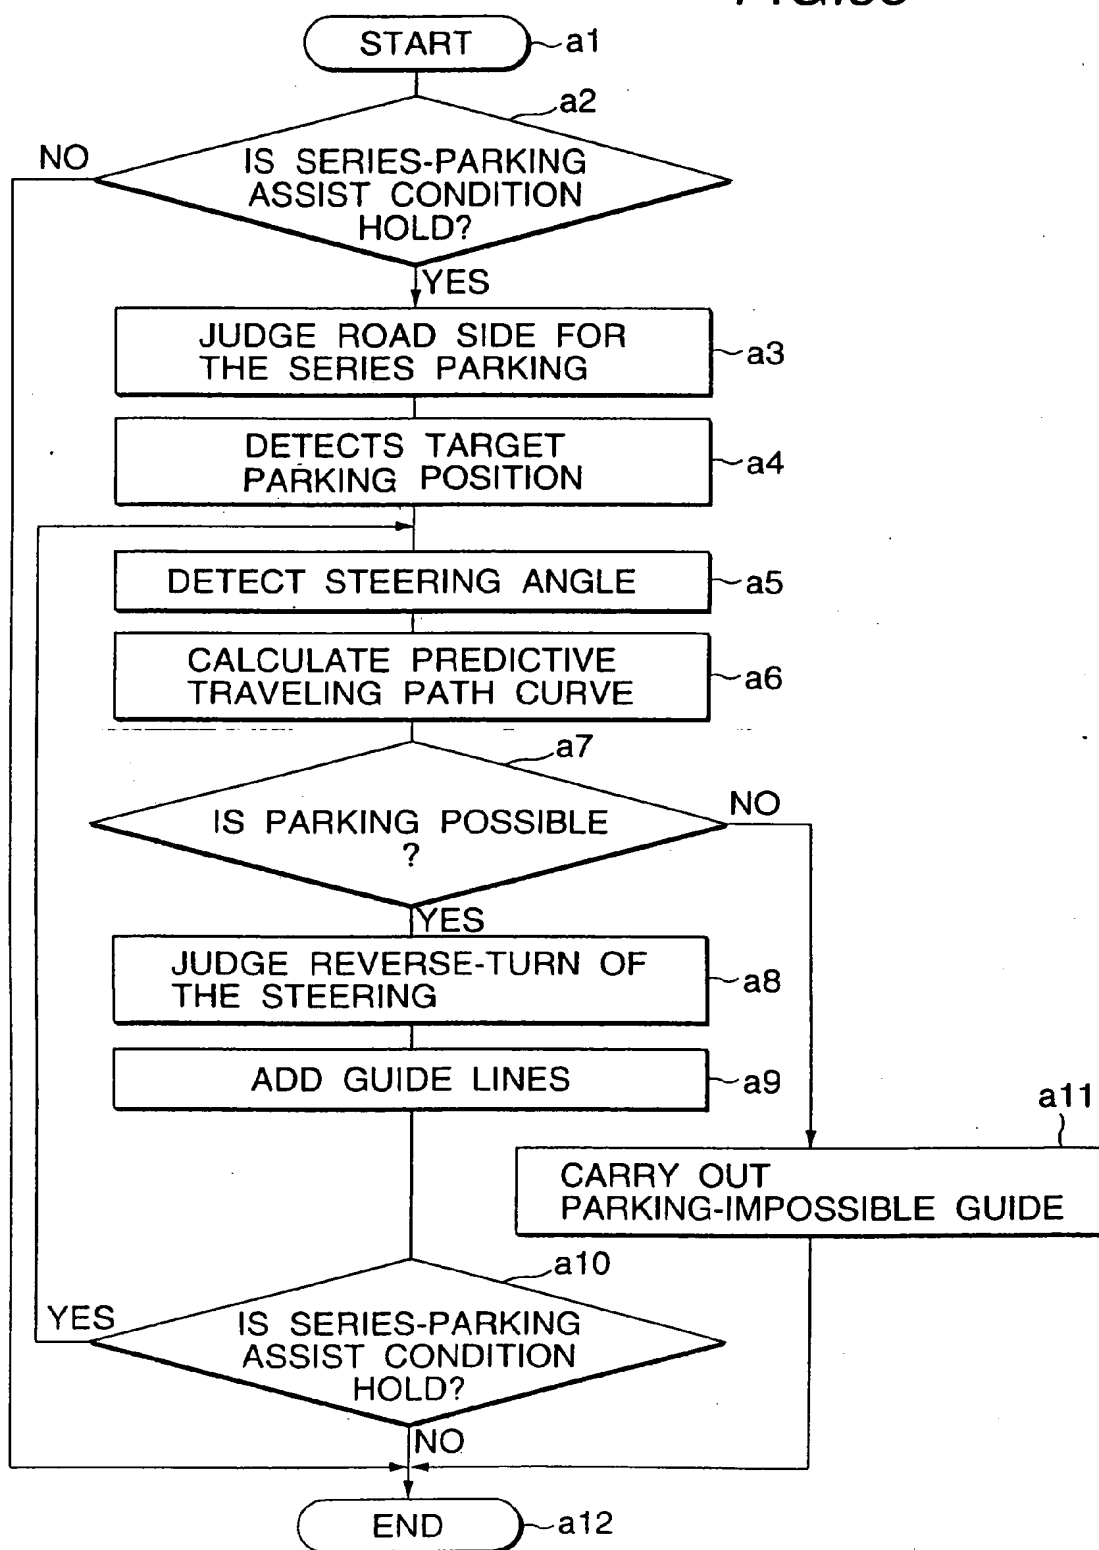 START
a1
a2
NO
IS SERIES-PARKING
ASSIST CONDITION
HOLD?
YES
JUDGE ROAD SIDE FOR
THE SERIES PARKING
a3
DETECTS TARGET
PARKING POSITION
a4
DETECT STEERING ANGLE
a5
CALCULATE PREDICTIVE
TRAVELING PATH CURVE
a6
a7
IS PARKING POSSIBLE
?
NO
YES
JUDGE REVERSE-TURN OF
THE STEERING
a8
ADD GUIDE LINES
a9
a11
CARRY OUT
PARKING-IMPOSSIBLE GUIDE
a10
YES
IS SERIES-PARKING
ASSIST CONDITION
HOLD?
NO
END
a12